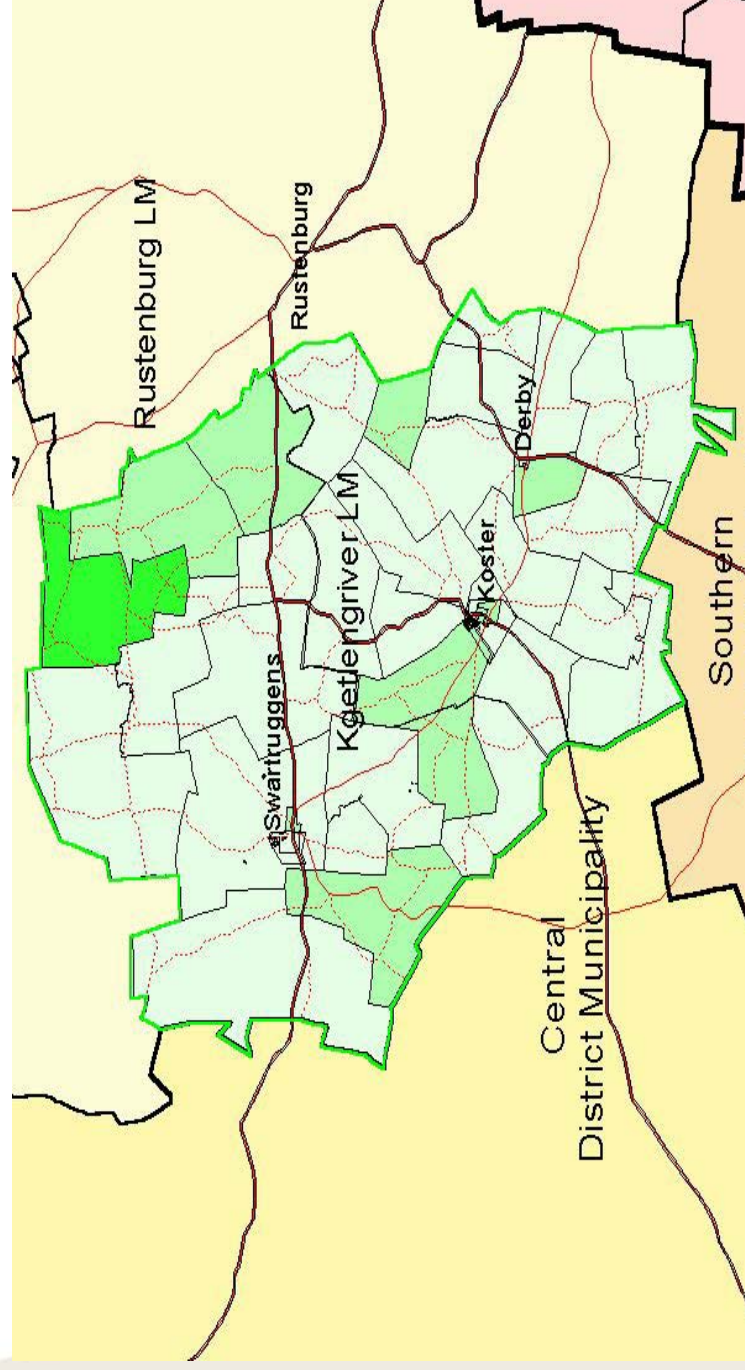 Rustenburg LM
Rustenburg
Swartruggens
Kgetlengriver LM
Koster
Derby
Central
District Municipality
Southern